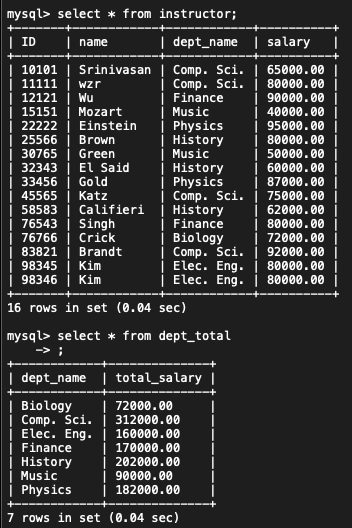 mysql> select * from instructor;
+-------+------------+------------+----------+
| ID    | name       | dept_name  | salary   |
+-------+------------+------------+----------+
| 10101 | Srinivasan | Comp. Sci. | 65000.00 |
| 11111 | wzr        | Comp. Sci. | 80000.00 |
| 12121 | Wu         | Finance    | 90000.00 |
| 15151 | Mozart     | Music      | 40000.00 |
| 22222 | Einstein   | Physics    | 95000.00 |
| 25566 | Brown      | History    | 80000.00 |
| 30765 | Green      | Music      | 50000.00 |
| 32343 | El Said    | History    | 60000.00 |
| 33456 | Gold       | Physics    | 87000.00 |
| 45565 | Katz       | Comp. Sci. | 75000.00 |
| 58583 | Califieri  | History    | 62000.00 |
| 76543 | Singh      | Finance    | 80000.00 |
| 76766 | Crick      | Biology    | 72000.00 |
| 83821 | Brandt     | Comp. Sci. | 92000.00 |
| 98345 | Kim        | Elec. Eng. | 80000.00 |
| 98346 | Kim        | Elec. Eng. | 80000.00 |
+-------+------------+------------+----------+
16 rows in set (0.04 sec)
mysql> select * from dept_total
    -> ;
+------------+--------------+
| dept_name  | total_salary |
+------------+--------------+
| Biology    | 72000.00     |
| Comp. Sci. | 312000.00    |
| Elec. Eng. | 160000.00    |
| Finance    | 170000.00    |
| History    | 202000.00    |
| Music      | 90000.00     |
| Physics    | 182000.00    |
+------------+--------------+
7 rows in set (0.04 sec)